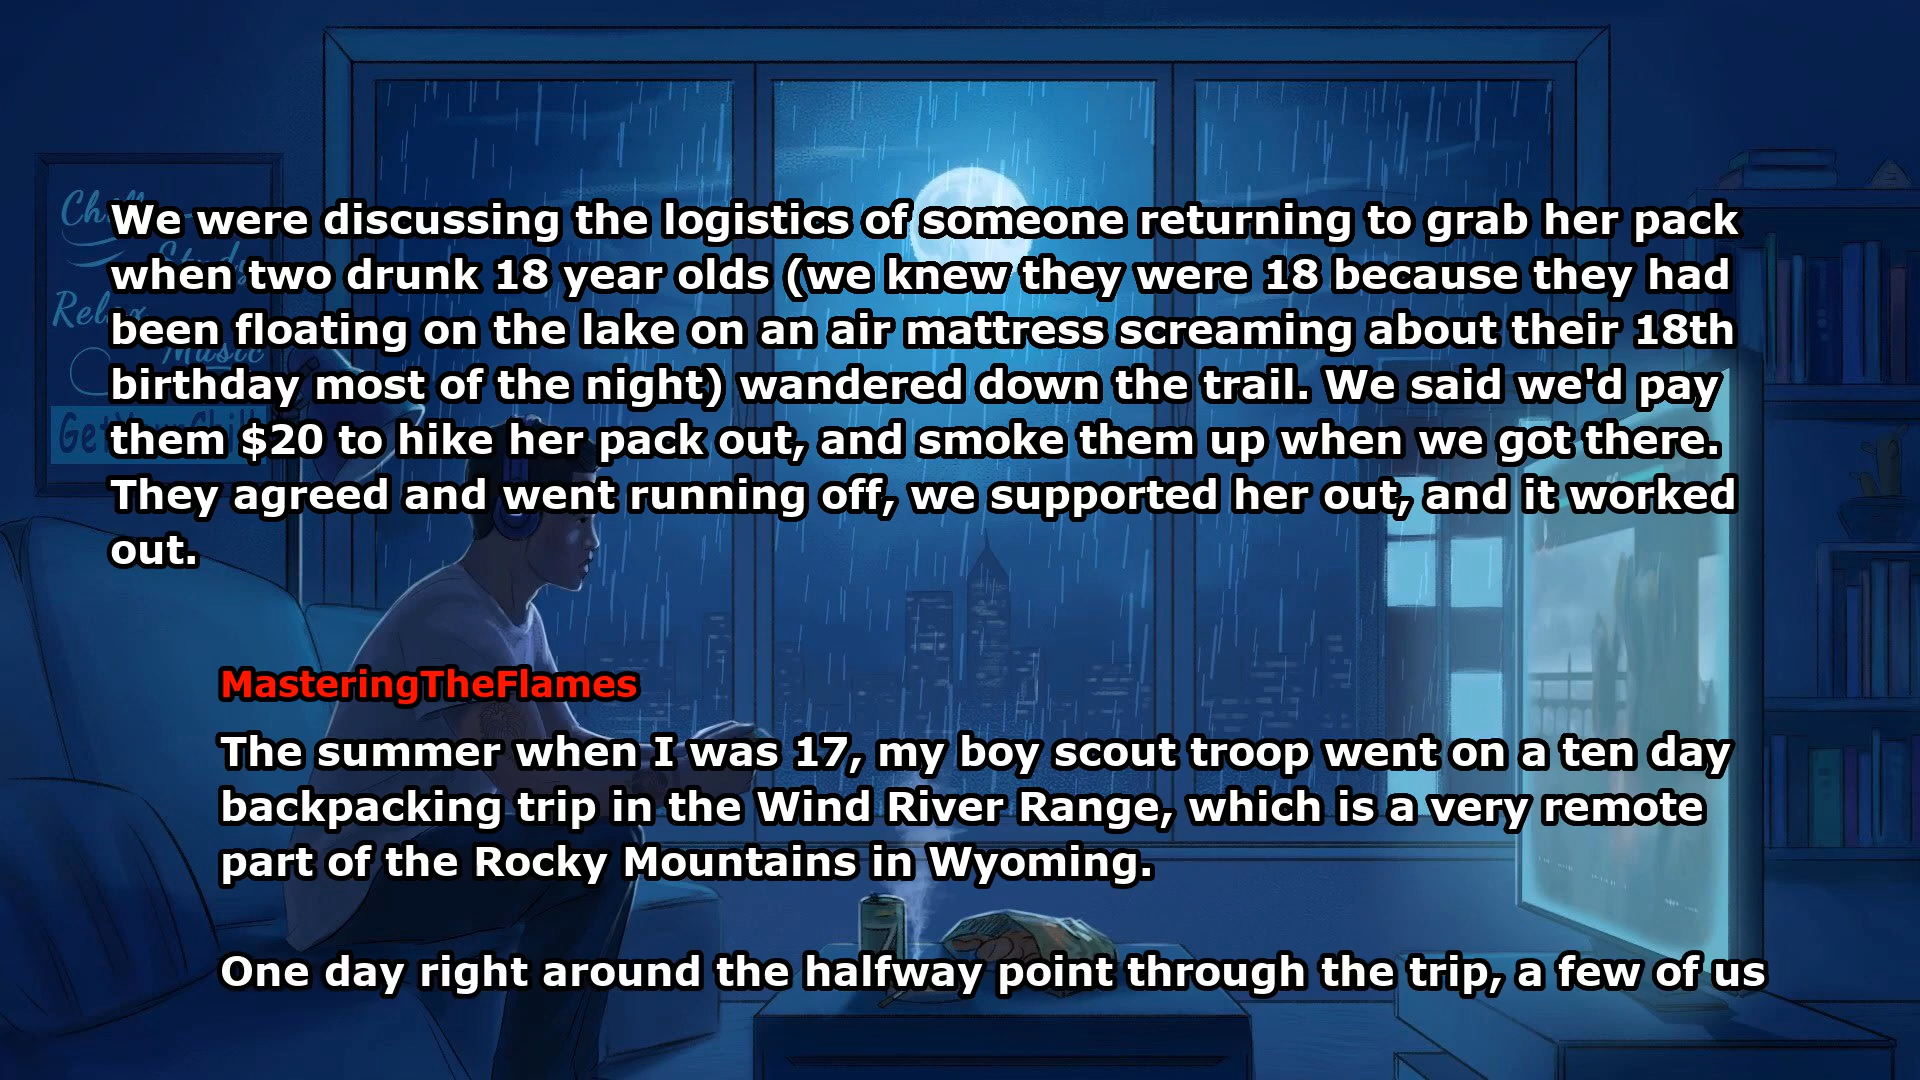 We were discussing the logistics of someone returning to grab her pack
when two drunk 18 year olds (we knew they were 18 because they had
been floating on the lake on an air mattress screaming about their 18th
birthday most of the night) wandered down the trail. We said we'd pay
them $20 to hike her pack out, and smoke them up when we got there.
They agreed and went running off, we supported her out, and it worked
out.
MasteringTheFlames
The summer when I was 17, my boy scout troop went on a ten day
backpacking trip in the Wind River Range, which is a very remote
part of the Rocky Mountains in Wyoming.
One day right around the halfway point through the trip, a few of us